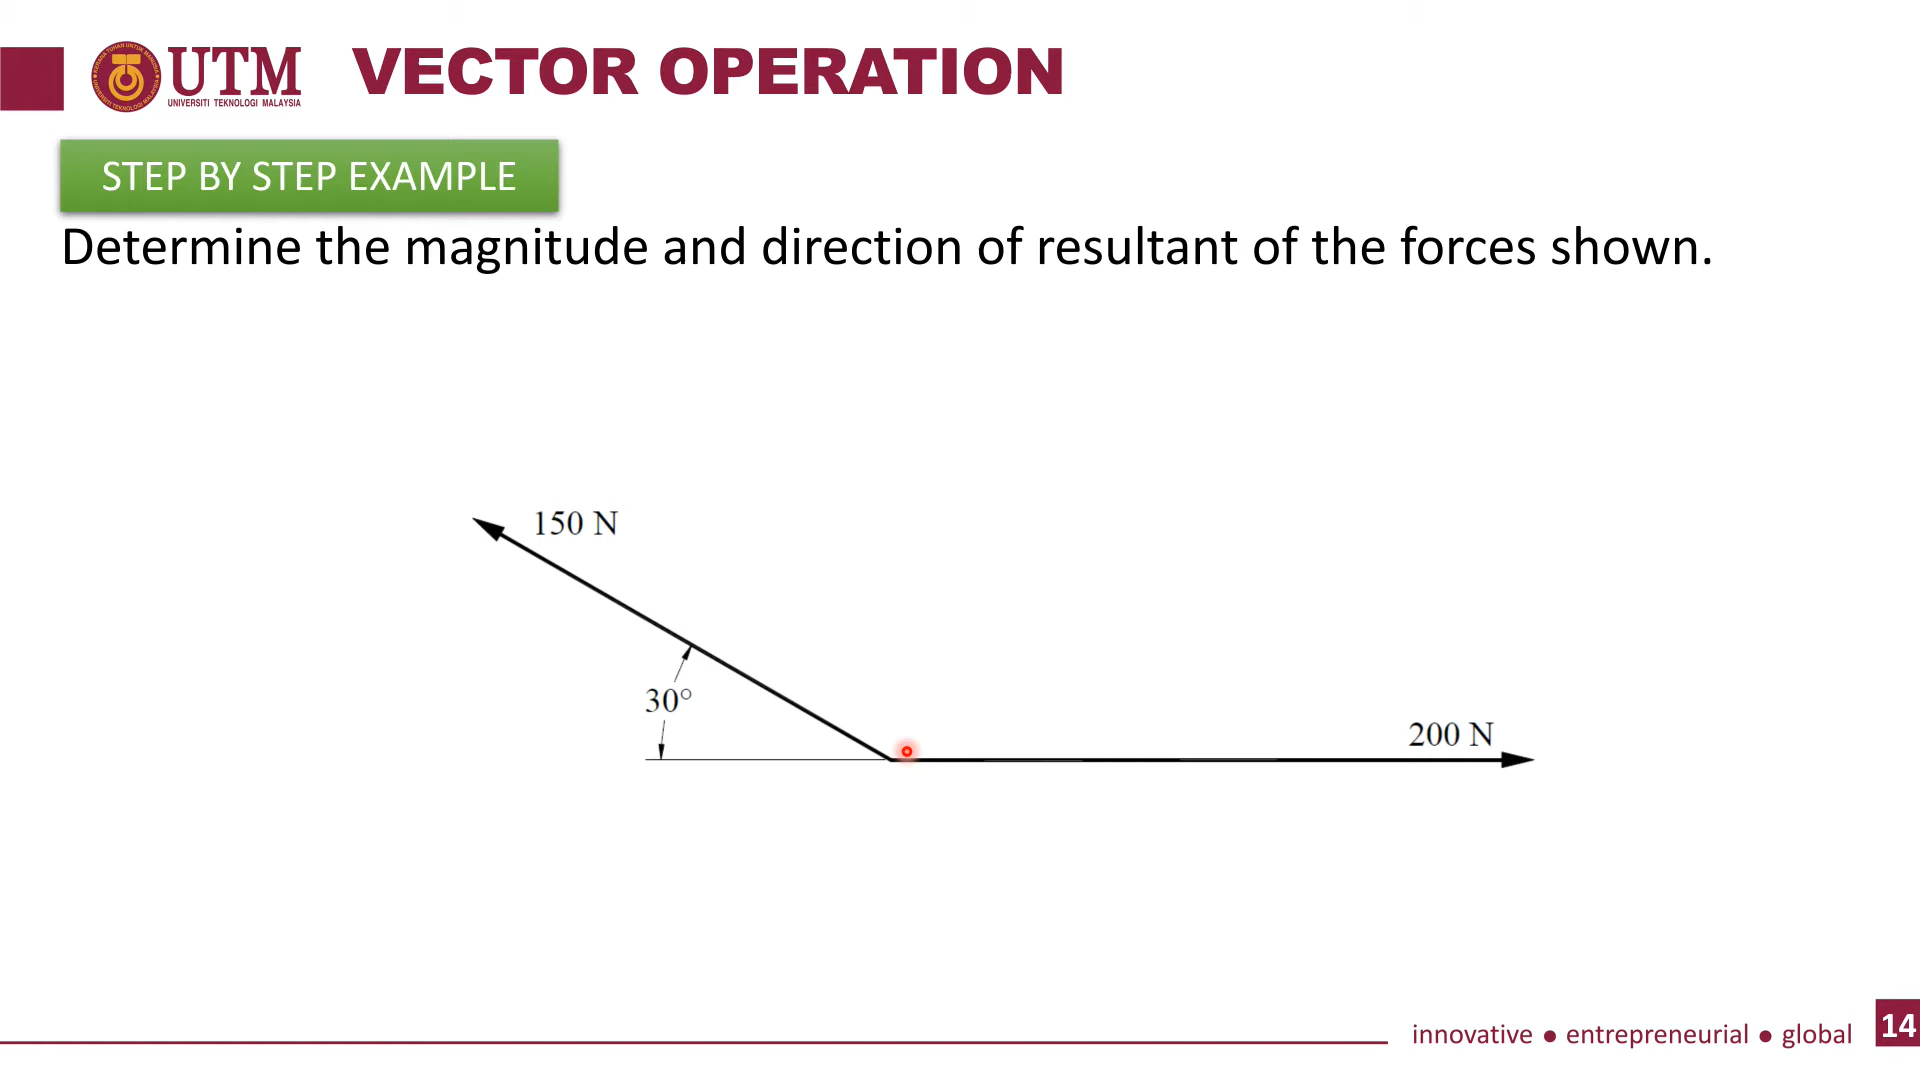 UTM
UNIVERSITI TEKNOLOGI MALAYSIA
VECTOR OPERATION
STEP BY STEP EXAMPLE
Determine the magnitude and direction of resultant of the forces shown.
150 N
30°
200 N
innovative ● entrepreneurial ● global
14